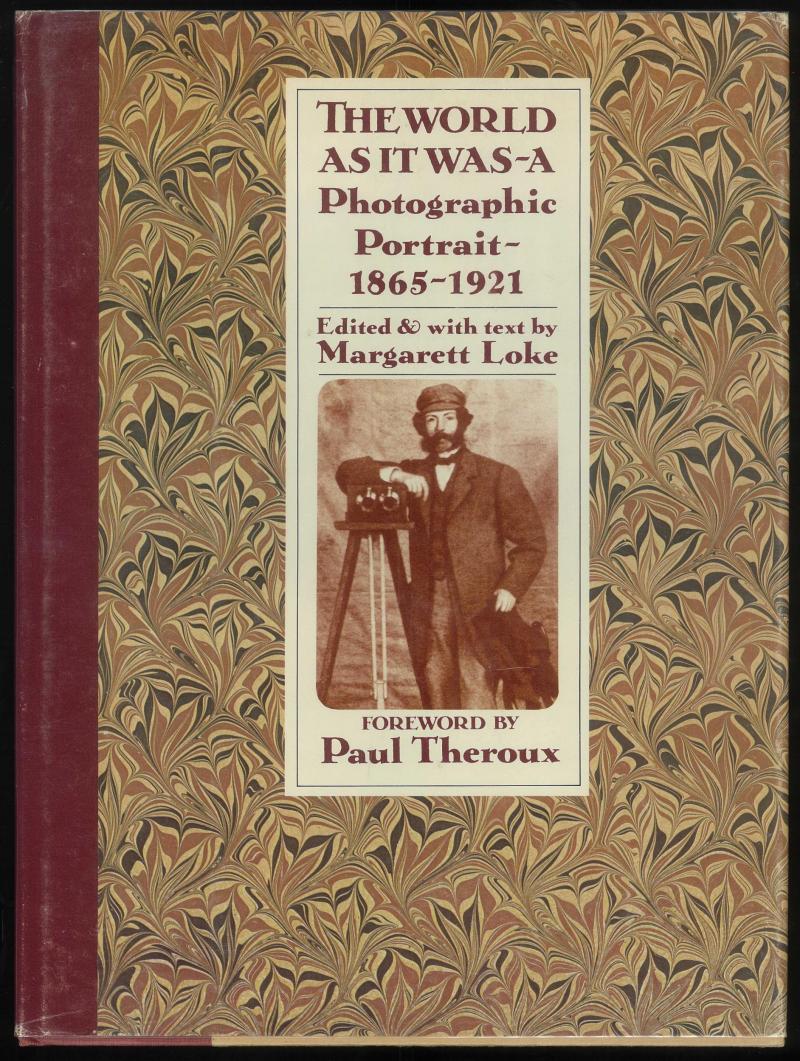 THE WORLD
AS IT WAS-A
Photographic
Portrait-
1865-1921
Edited & with text by
Margarett Loke
FOREWORD BY
Paul Theroux